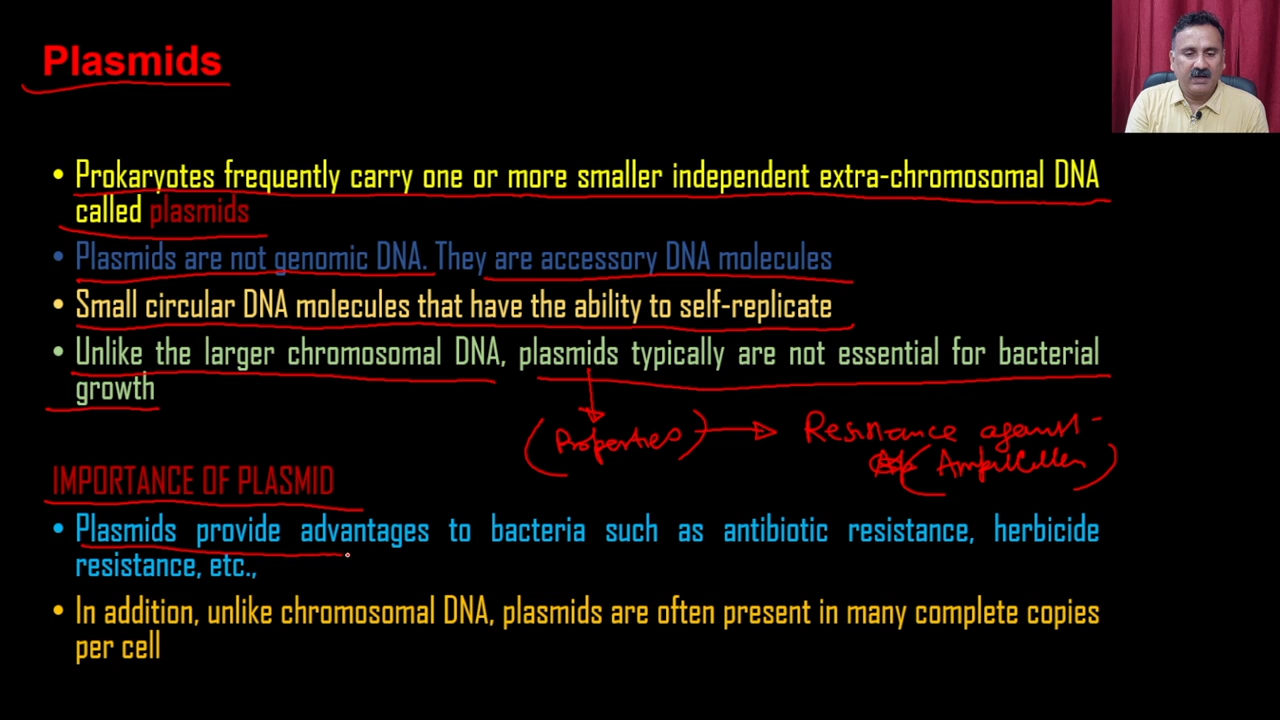 Plasmids
• Prokaryotes frequently carry one or more smaller independent extra-chromosomal DNA
called plasmids
• Plasmids are not genomic DNA. They are accessory DNA molecules
• Small circular DNA molecules that have the ability to self-replicate
• Unlike the larger chromosomal DNA, plasmids typically are not essential for bacterial
growth
(Properties) → Resistance against
(Ampicillin)
IMPORTANCE OF PLASMID
• Plasmids provide advantages to bacteria such as antibiotic resistance, herbicide
resistance, etc.,
• In addition, unlike chromosomal DNA, plasmids are often present in many complete copies
per cell